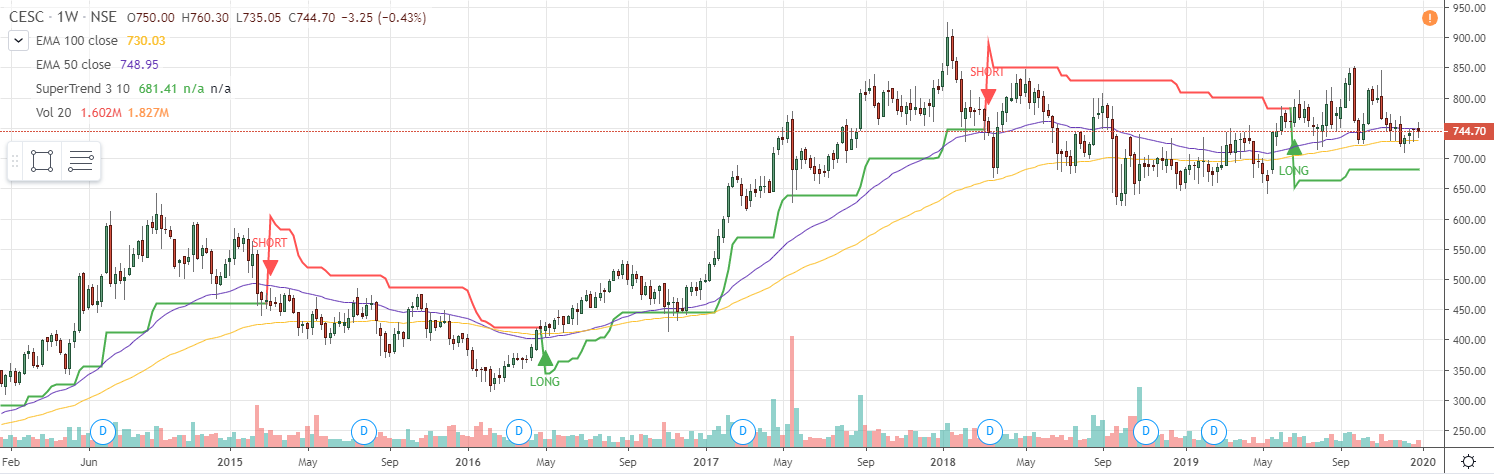 CESC · 1W · NSE O750.00 H760.30 L735.05 C744.70 −3.25 (−0.43%)
EMA 100 close 730.03
EMA 50 close 748.95
SuperTrend 3 10 681.41 n/a n/a
Vol 20 1.602M 1.827M
950.00
900.00
850.00
800.00
744.70
700.00
650.00
600.00
550.00
500.00
450.00
400.00
350.00
300.00
250.00
SHORT
SHORT
LONG
LONG
D D D D D D D
Feb Jun 2015 May Sep 2016 May Sep 2017 May Sep 2018 May Sep 2019 May Sep 2020